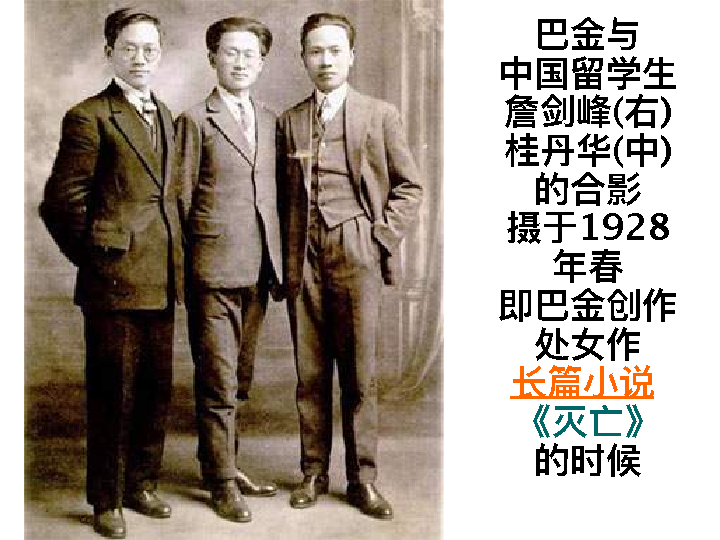 巴金与
中国留学生
詹剑峰(右)
桂丹华(中)
的合影
摄于1928
年春
即巴金创作
处女作
长篇小说
《灭亡》
的时候